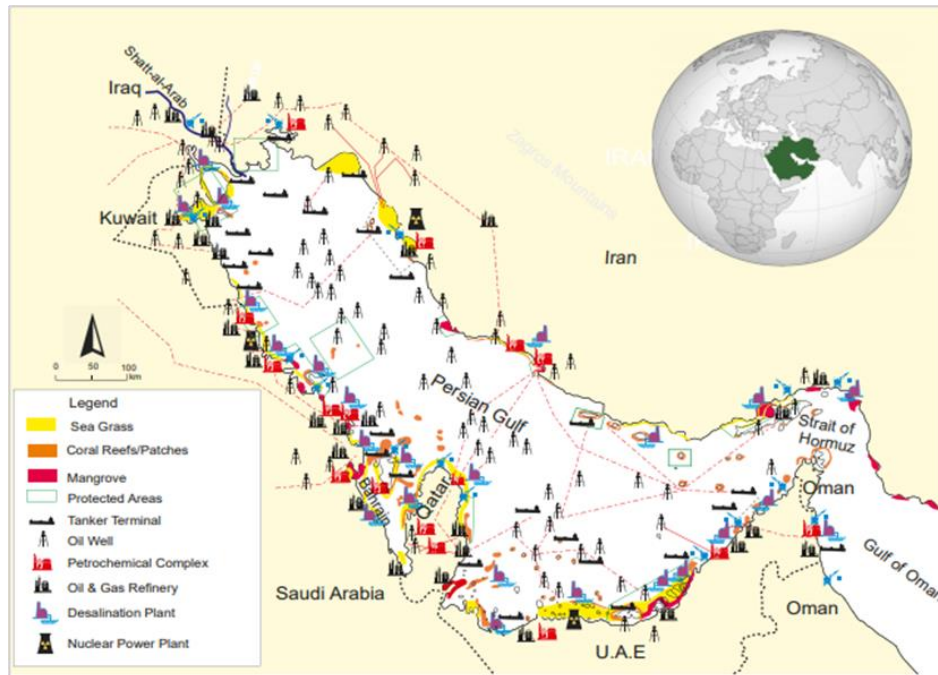 Shatt-al-Arab
Iraq
Zagros Mountains
Kuwait
Iran
0 50 100
km
Persian Gulf
Strait of
Hormuz
Bahrain
Qatar
Oman
Gulf of Oman
Saudi Arabia
Oman
U.A.E
Legend
Sea Grass
Coral Reefs/Patches
Mangrove
Protected Areas
Tanker Terminal
Oil Well
Petrochemical Complex
Oil & Gas Refinery
Desalination Plant
Nuclear Power Plant